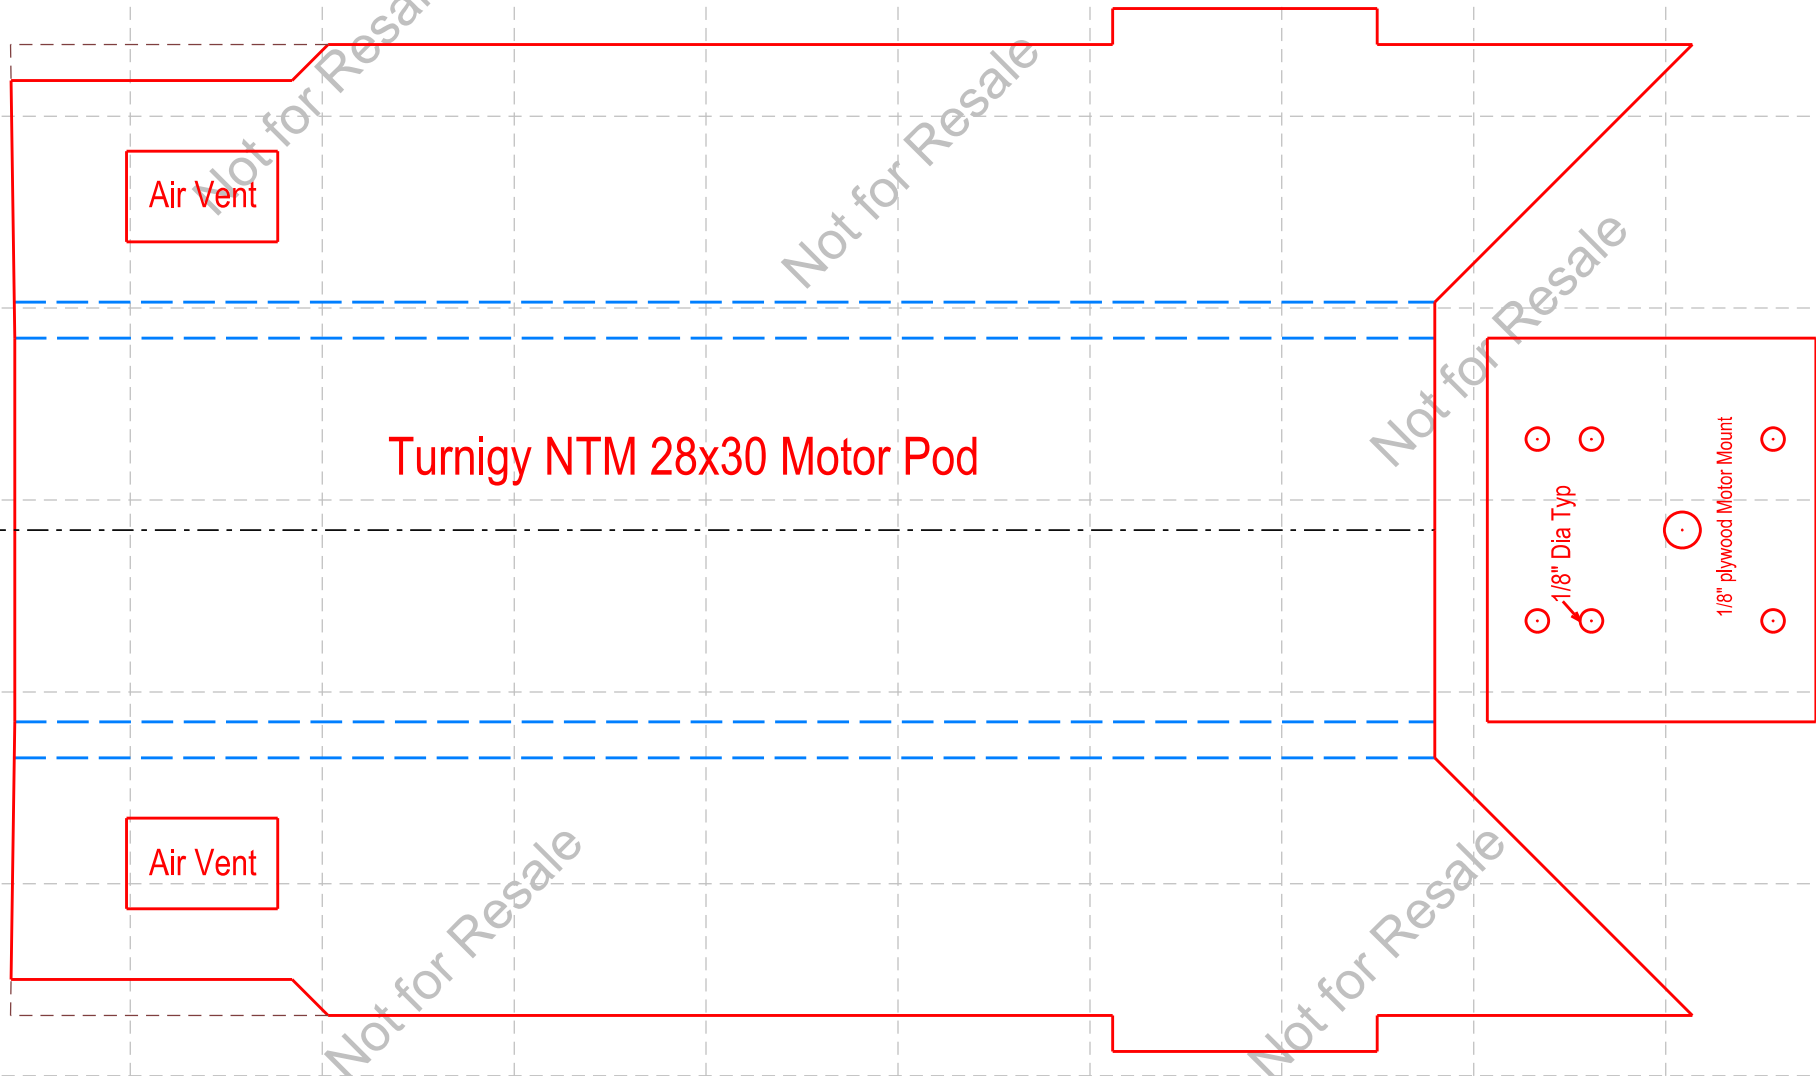 Not for Resale
Not for Resale
Air Vent
Not for Resale
Turnigy NTM 28x30 Motor Pod
1/8" Dia Typ
1/8" plywood Motor Mount
Air Vent
Not for Resale
Not for Resale